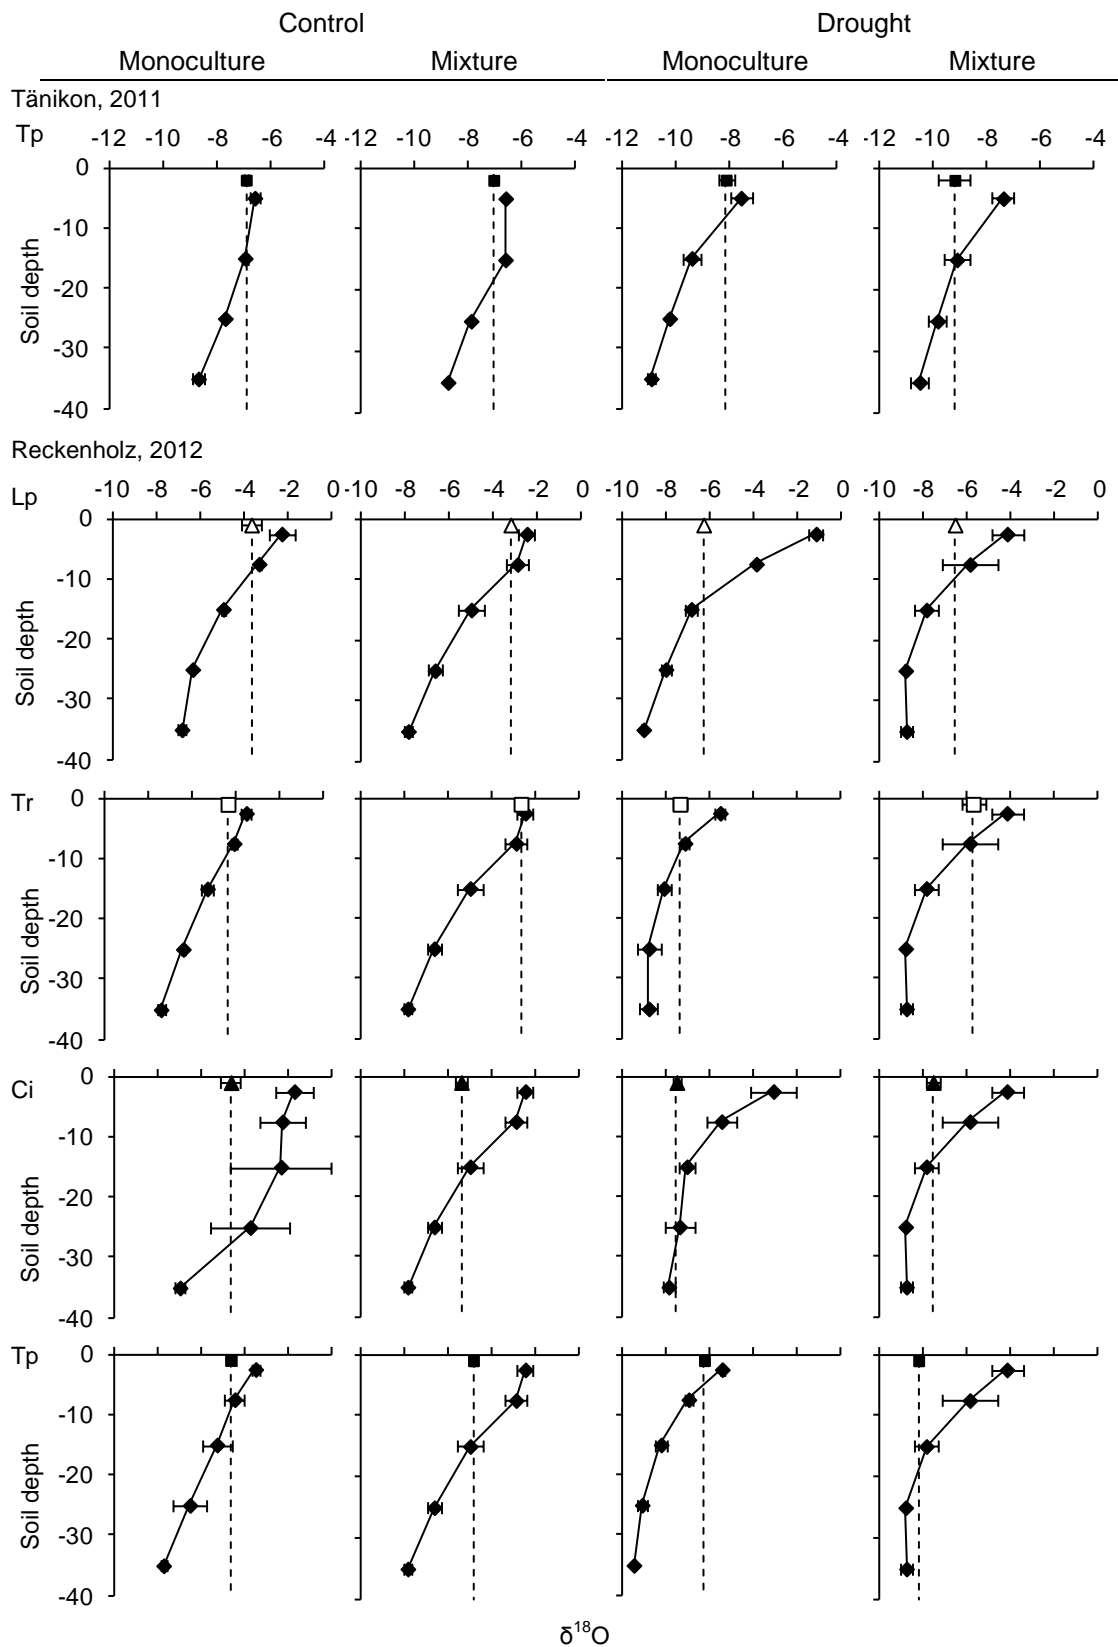 Control Drought
Monoculture Mixture Monoculture Mixture
Tänikon, 2011
Tp -12 -10 -8 -6 -4 -12 -10 -8 -6 -4 -12 -10 -8 -6 -4 -12 -10 -8 -6 -4
0
-10
-20
-30
-40
Soil depth
Reckenholz, 2012
Lp -10 -8 -6 -4 -2 0 -10 -8 -6 -4 -2 0 -10 -8 -6 -4 -2 0 -10 -8 -6 -4 -2 0
0
-10
-20
-30
-40
Soil depth
Tr 0
-10
-20
-30
-40
Soil depth
Ci 0
-10
-20
-30
-40
Soil depth
Tp 0
-10
-20
-30
-40
Soil depth
δ¹⁸O